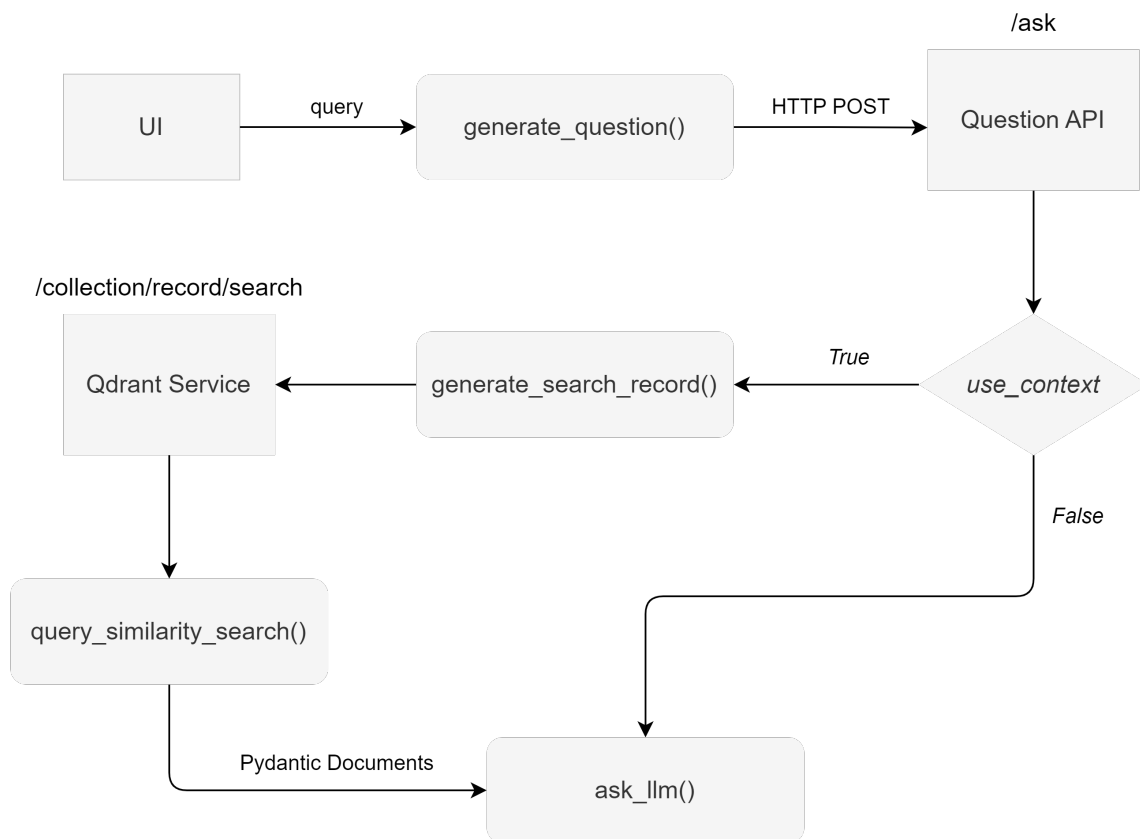 /ask
UI
query
generate_question()
HTTP POST
Question API
/collection/record/search
Qdrant Service
generate_search_record()
True
use_context
False
query_similarity_search()
Pydantic Documents
ask_llm()